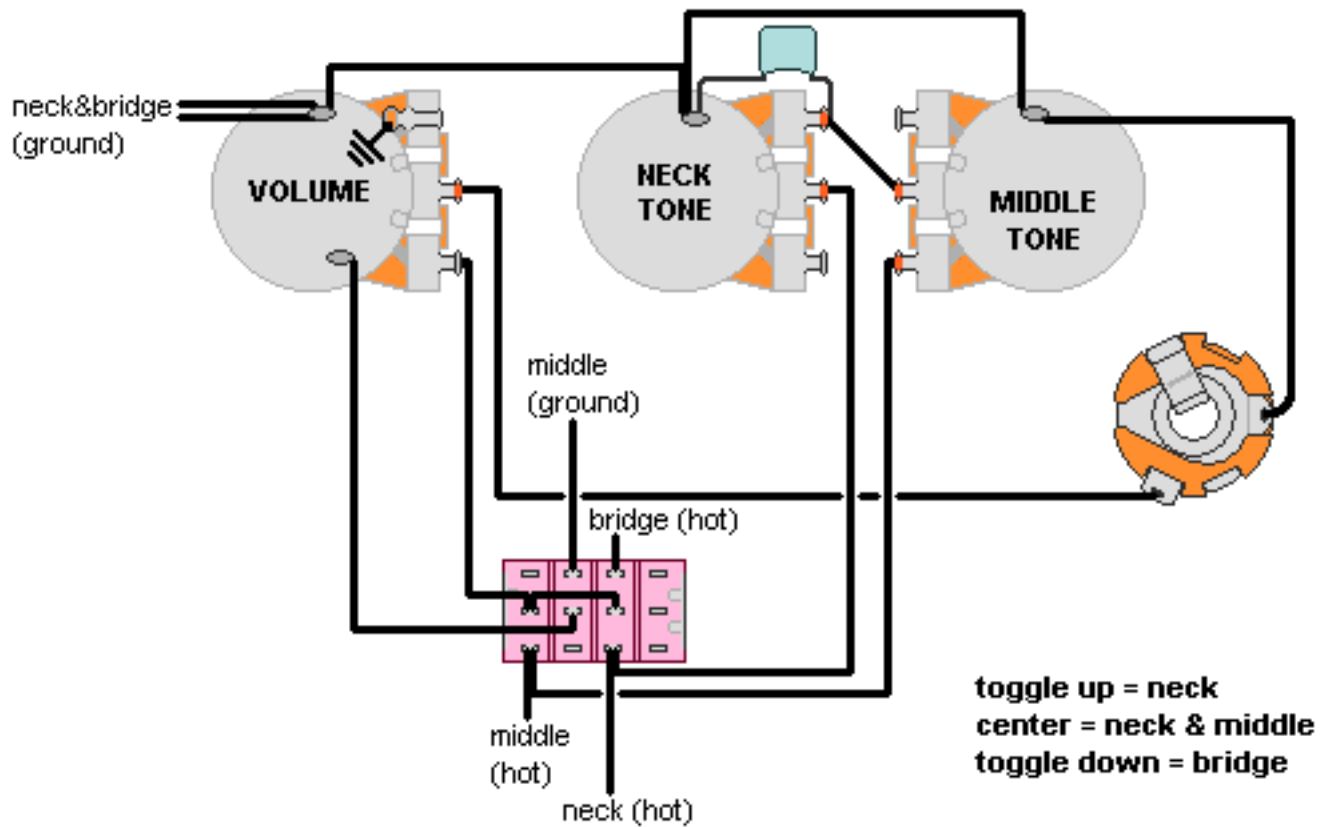 neck&bridge
(ground)
VOLUME
NECK
TONE
MIDDLE
TONE
middle
(ground)
bridge (hot)
middle
(hot)
neck (hot)
toggle up = neck
center = neck & middle
toggle down = bridge